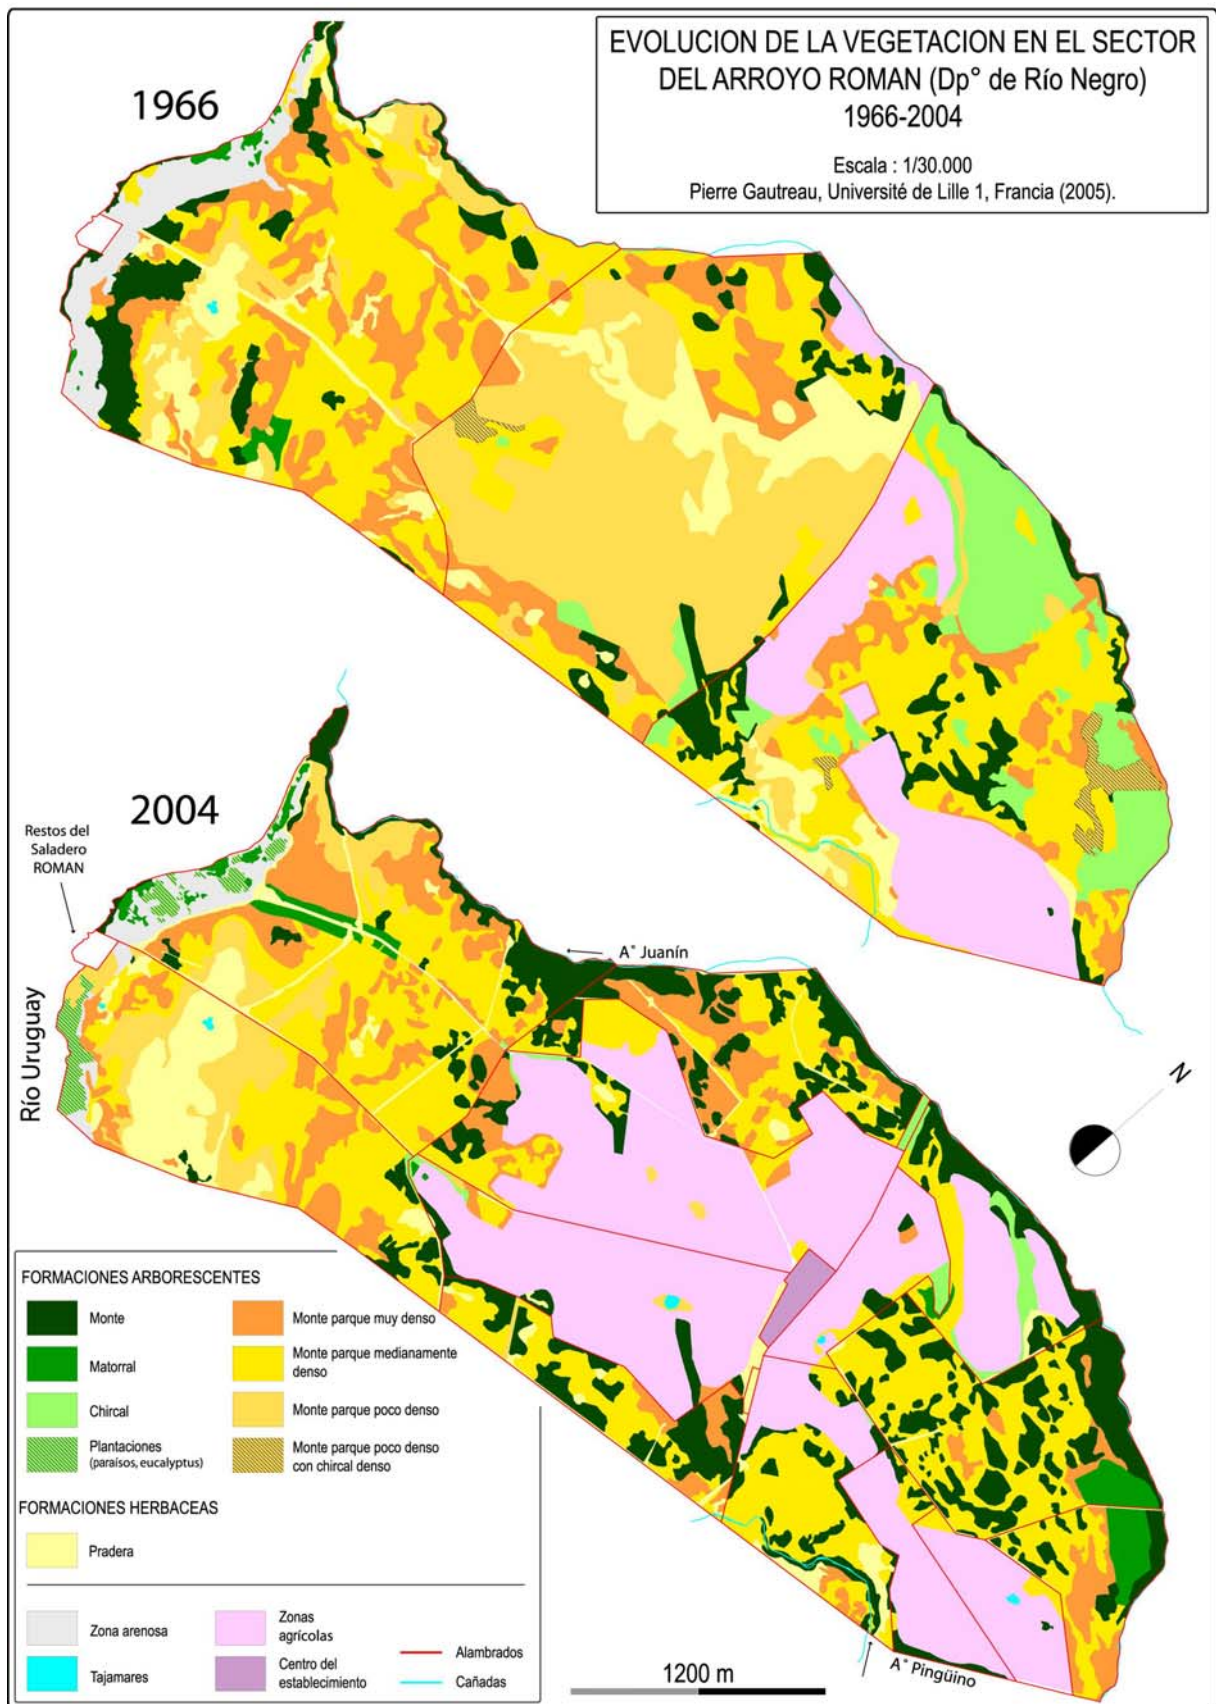 EVOLUCION DE LA VEGETACION EN EL SECTOR
DEL ARROYO ROMAN (Dp° de Río Negro)
1966-2004
Escala : 1/30.000
Pierre Gautreau, Université de Lille 1, Francia (2005).
1966
2004
Restos del
Saladero
ROMAN
Río Uruguay
A° Juanín
N
FORMACIONES ARBORESCENTES
Monte
Monte parque muy denso
Matorral
Monte parque medianamente
denso
Chircal
Monte parque poco denso
Plantaciones
(paraísos, eucalyptus)
Monte parque poco denso
con chircal denso
FORMACIONES HERBACEAS
Pradera
Zona arenosa
Zonas
agrícolas
Alambrados
Tajamares
Centro del
establecimiento
Cañadas
1200 m
A° Pingüino